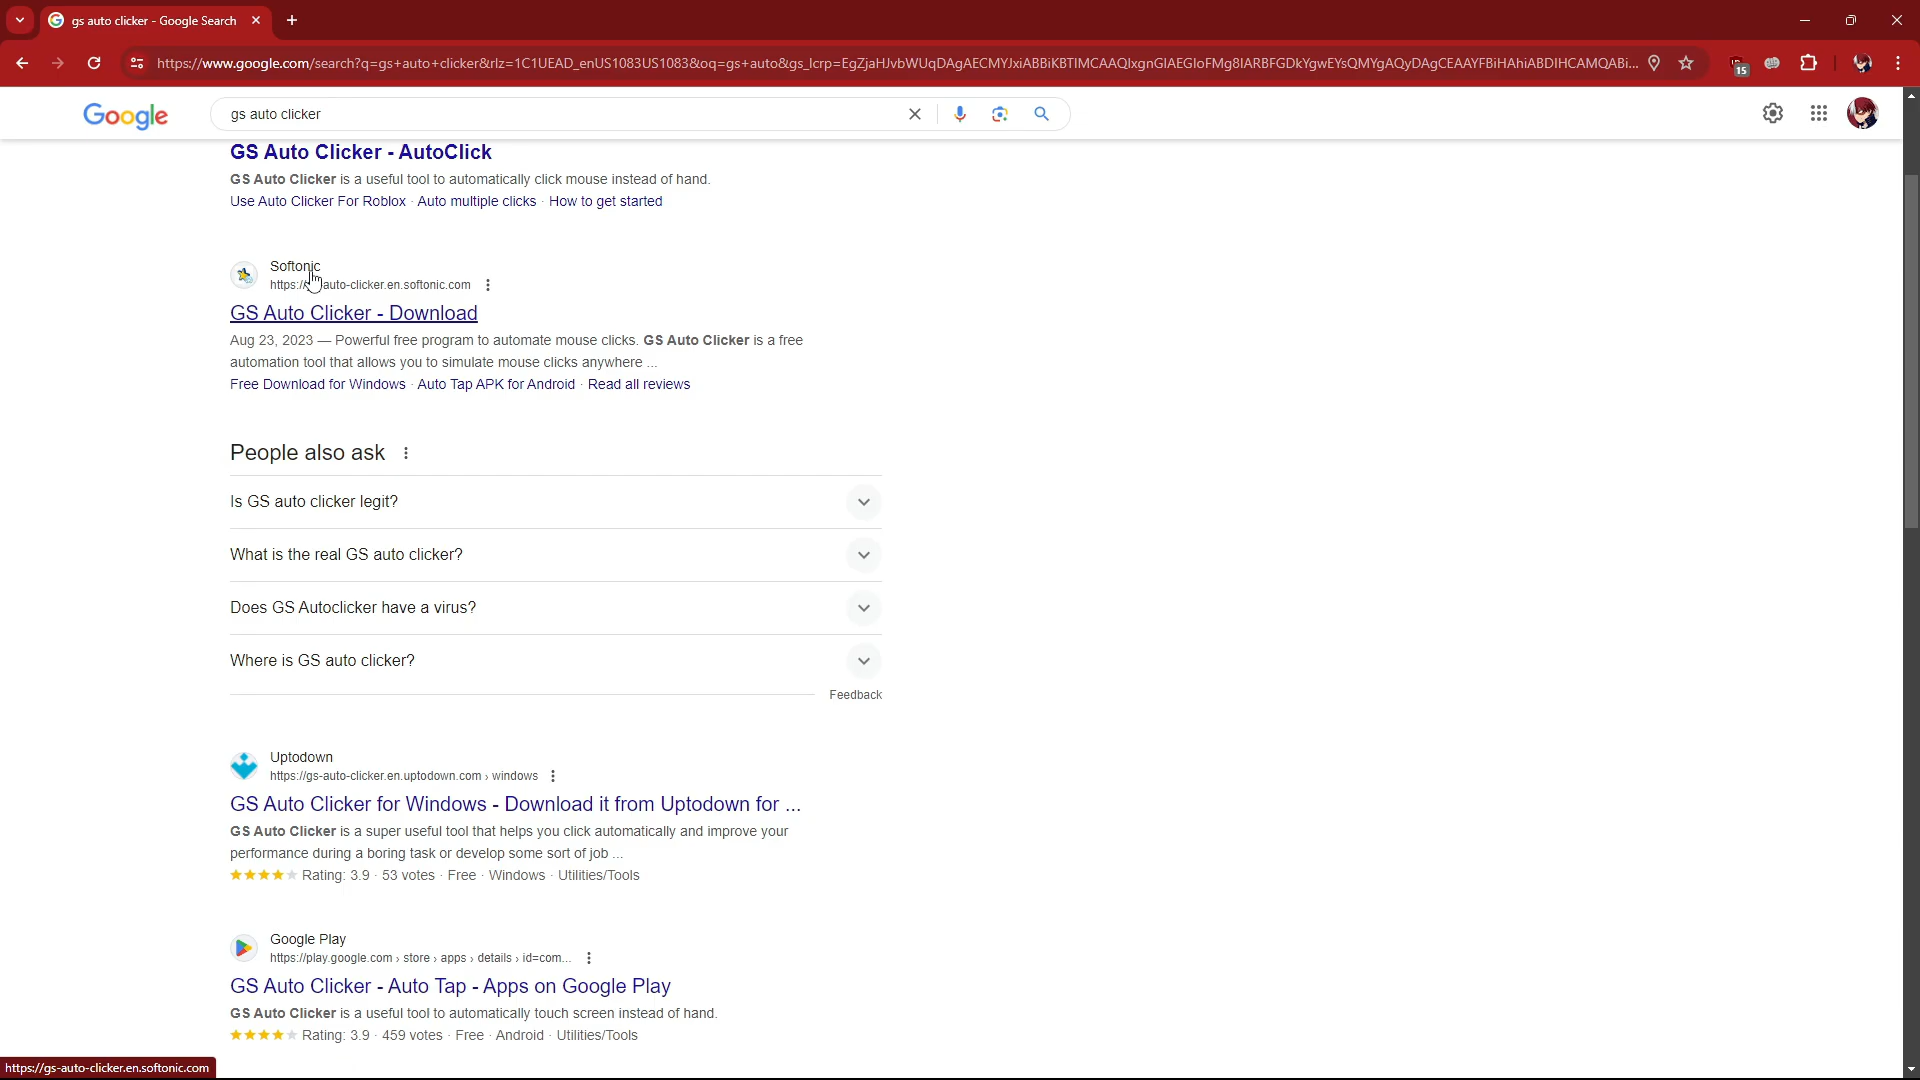 gs auto clicker - Google Search
https://www.google.com/search?q=gs+auto+clicker&rlz=1C1UEAD_enUS1083US1083&oq=gs+auto&gs_lcrp=EgZjaHJvbWUqDAgAECMYJxiABBiKBTIMCAAQIxgnGIAEGIoFMg8IARBFGDkYgwEYsQMYgAQyDAgCEAAYFBiHAhiABDIHCAMQABi...
15
Google
gs auto clicker
GS Auto Clicker - AutoClick
GS Auto Clicker is a useful tool to automatically click mouse instead of hand.
Use Auto Clicker For Roblox · Auto multiple clicks · How to get started
Softonic
https:// auto-clicker.en.softonic.com
GS Auto Clicker - Download
Aug 23, 2023 — Powerful free program to automate mouse clicks. GS Auto Clicker is a free
automation tool that allows you to simulate mouse clicks anywhere ...
Free Download for Windows · Auto Tap APK for Android · Read all reviews
People also ask
Is GS auto clicker legit?
What is the real GS auto clicker?
Does GS Autoclicker have a virus?
Where is GS auto clicker?
Feedback
Uptodown
https://gs-auto-clicker.en.uptodown.com › windows
GS Auto Clicker for Windows - Download it from Uptodown for ...
GS Auto Clicker is a super useful tool that helps you click automatically and improve your
performance during a boring task or develop some sort of job ...
Rating: 3.9 · 53 votes · Free · Windows · Utilities/Tools
Google Play
https://play.google.com › store › apps › details › id=com...
GS Auto Clicker - Auto Tap - Apps on Google Play
GS Auto Clicker is a useful tool to automatically touch screen instead of hand.
Rating: 3.9 · 459 votes · Free · Android · Utilities/Tools
https://gs-auto-clicker.en.softonic.com